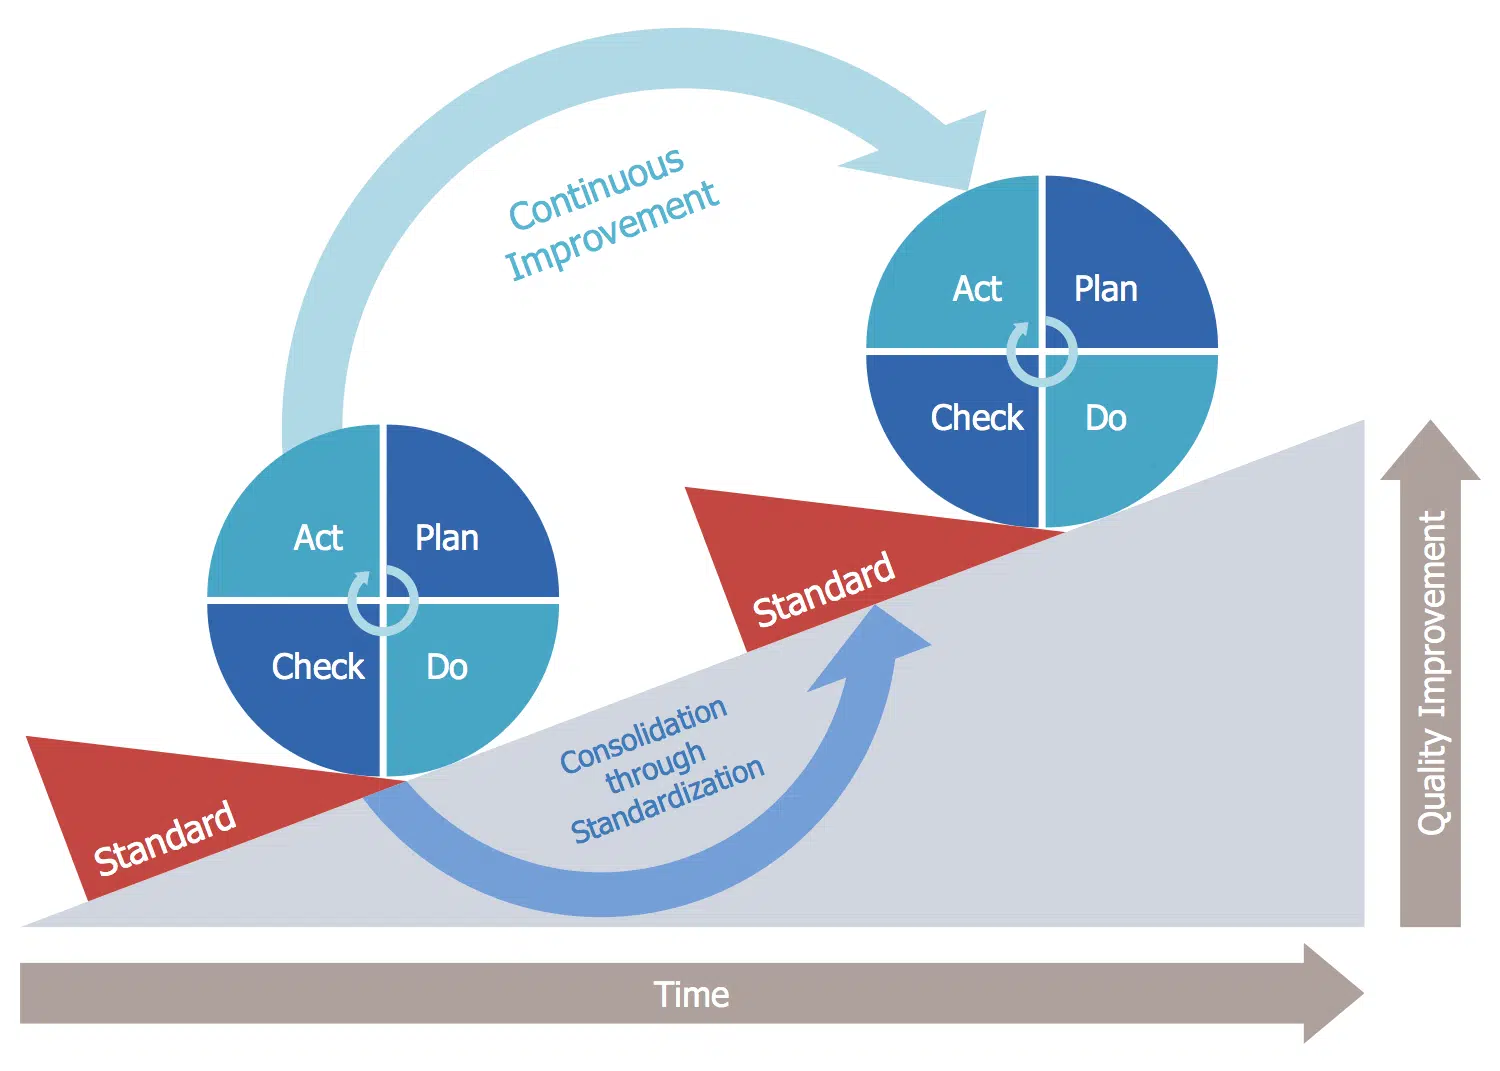 Continuous
Improvement
Act
Plan
Check
Do
Act
Plan
Check
Do
Standard
Standard
Consolidation
through
Standardization
Quality Improvement
Time